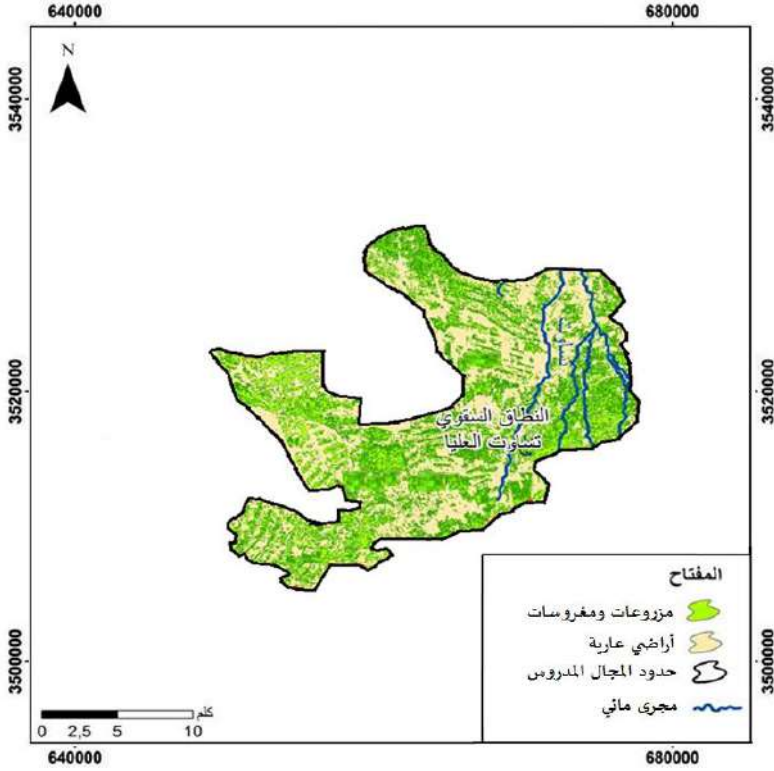 640000 680000
N
3540000 3540000
3520000 3520000
النطاق السقوي
تساوت العليا
3500000 3500000
المفتاح
مزروعات ومغروسات
أراضي عارية
حدود المجال المدروس
مجرى مائي
كلم
0 2,5 5 10
640000 680000